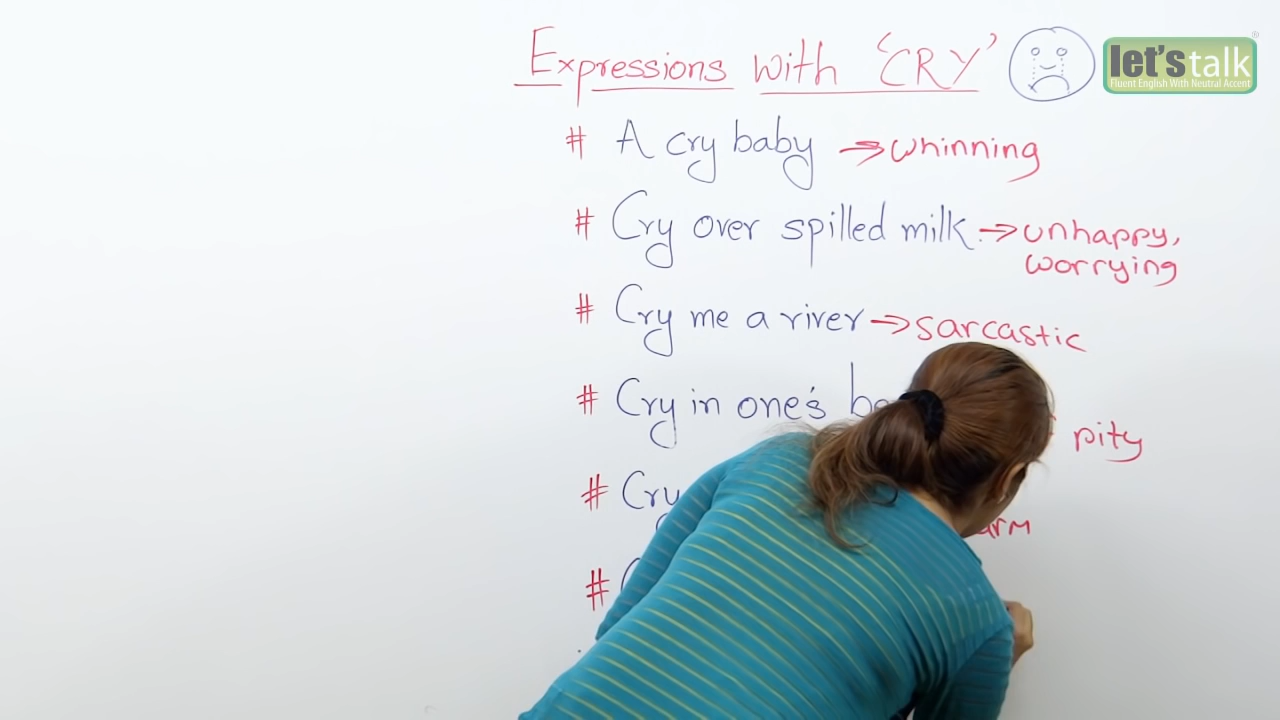 Expressions with 'CRY'
let's talk
Fluent English With Neutral Accent
# A cry baby → whinning
# Cry over spilled milk. → unhappy,
worrying
# Cry me a river → sarcastic
# Cry in one's
pity
# Cry
#